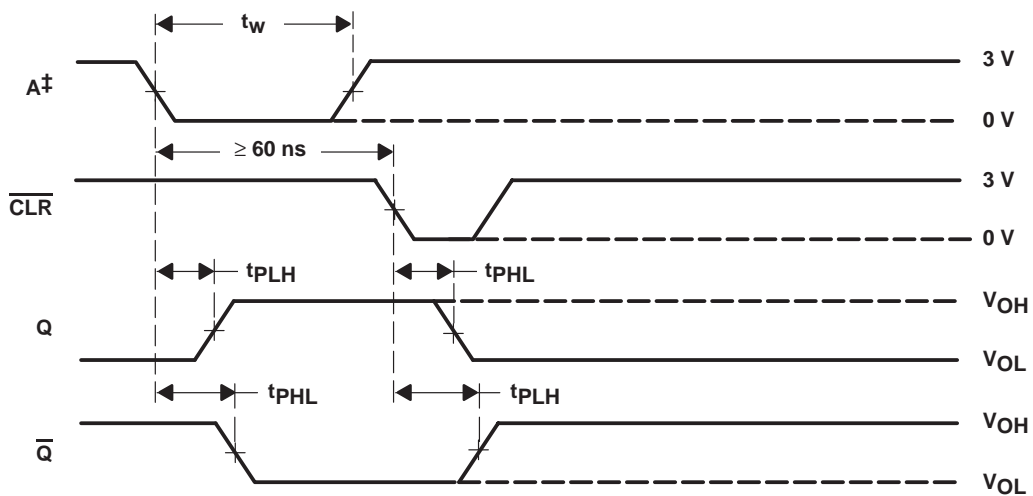 tw
A‡
3 V
0 V
≥ 60 ns
CLR
3 V
0 V
tPLH
tPHL
Q
VOH
VOL
tPHL
tPLH
Q
VOH
VOL